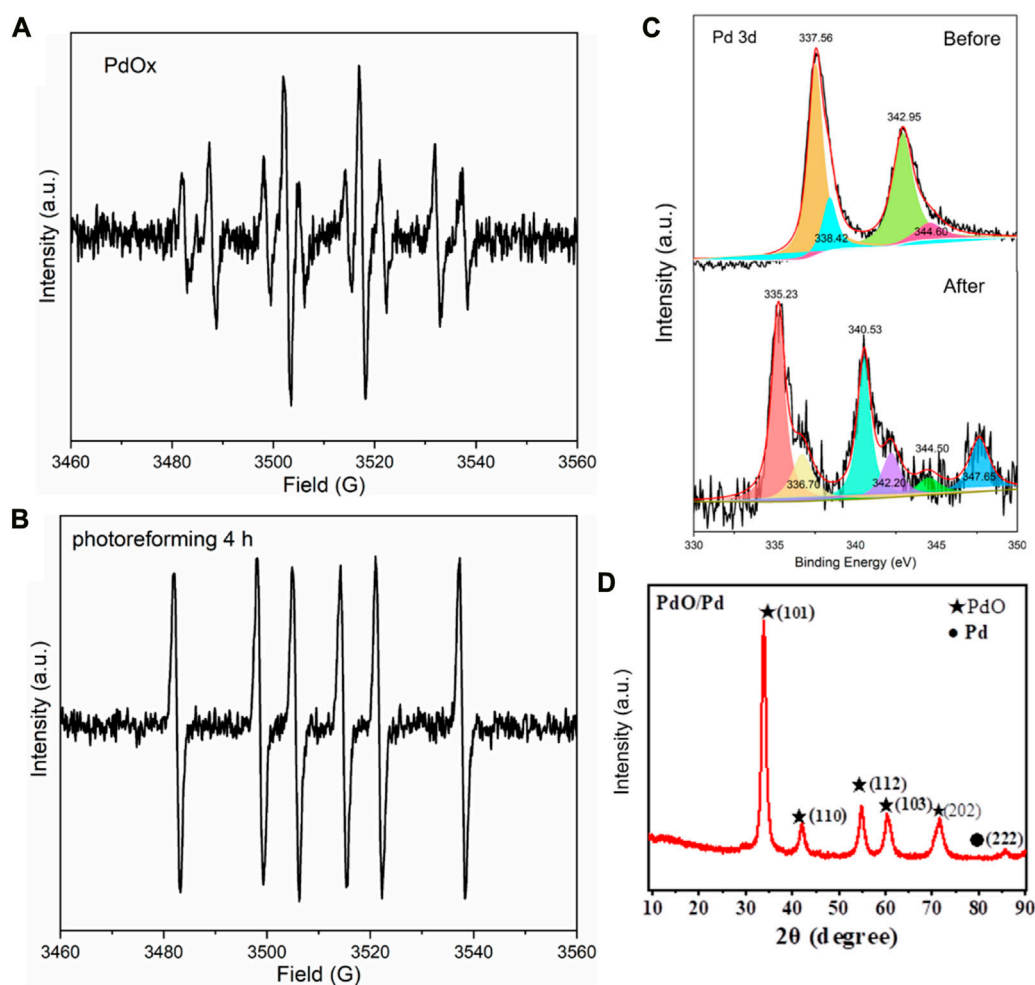 A
PdOx
Intensity (a.u.)
3460 3480 3500 3520 3540 3560
Field (G)
B
photoreforming 4 h
Intensity (a.u.)
3460 3480 3500 3520 3540 3560
Field (G)
C
Pd 3d
Before
337.56
342.95
338.42
344.60
After
335.23
340.53
336.70
342.20
344.50
347.65
Intensity (a.u.)
330 335 340 345 350
Binding Energy (eV)
D
PdO/Pd
★PdO
● Pd
★(101)
★(110)
★(112)
★(103)
★(202)
●(222)
Intensity (a.u.)
10 20 30 40 50 60 70 80 90
2θ (degree)